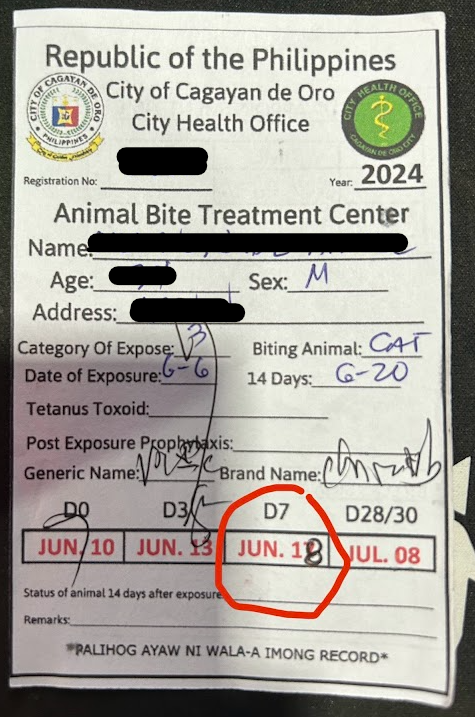 Republic of the Philippines
City of Cagayan de Oro
City Health Office
CITY OF CAGAYAN DE ORO
PHILIPPINES
CITY HEALTH OFFICE
CAGAYAN DE ORO CITY
Registration No:
Year: 2024
Animal Bite Treatment Center
Name:
Age: Sex: M
Address:
Category Of Expose: 3 Biting Animal: CAT
Date of Exposure: 6-6 14 Days: 6-20
Tetanus Toxoid:
Post Exposure Prophylaxis:
Generic Name: Brand Name:
D0 D3 D7 D28/30
JUN. 10 JUN. 13 JUN. 18 JUL. 08
Status of animal 14 days after exposure
Remarks:
*PALIHOG AYAW NI WALA-A IMONG RECORD*